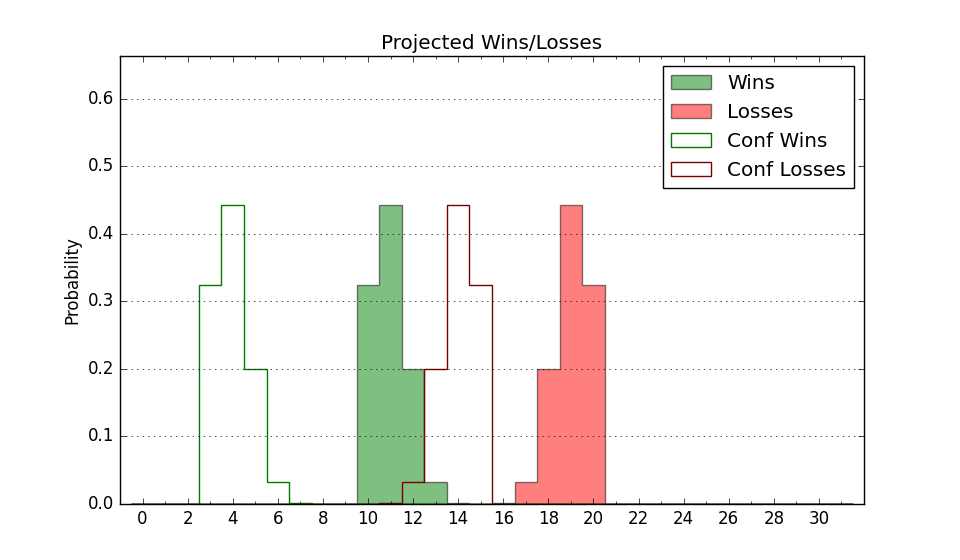 Projected Wins/Losses
Wins
Losses
Conf Wins
Conf Losses
Probability
0.6
0.5
0.4
0.3
0.2
0.1
0.0
0 2 4 6 8 10 12 14 16 18 20 22 24 26 28 30